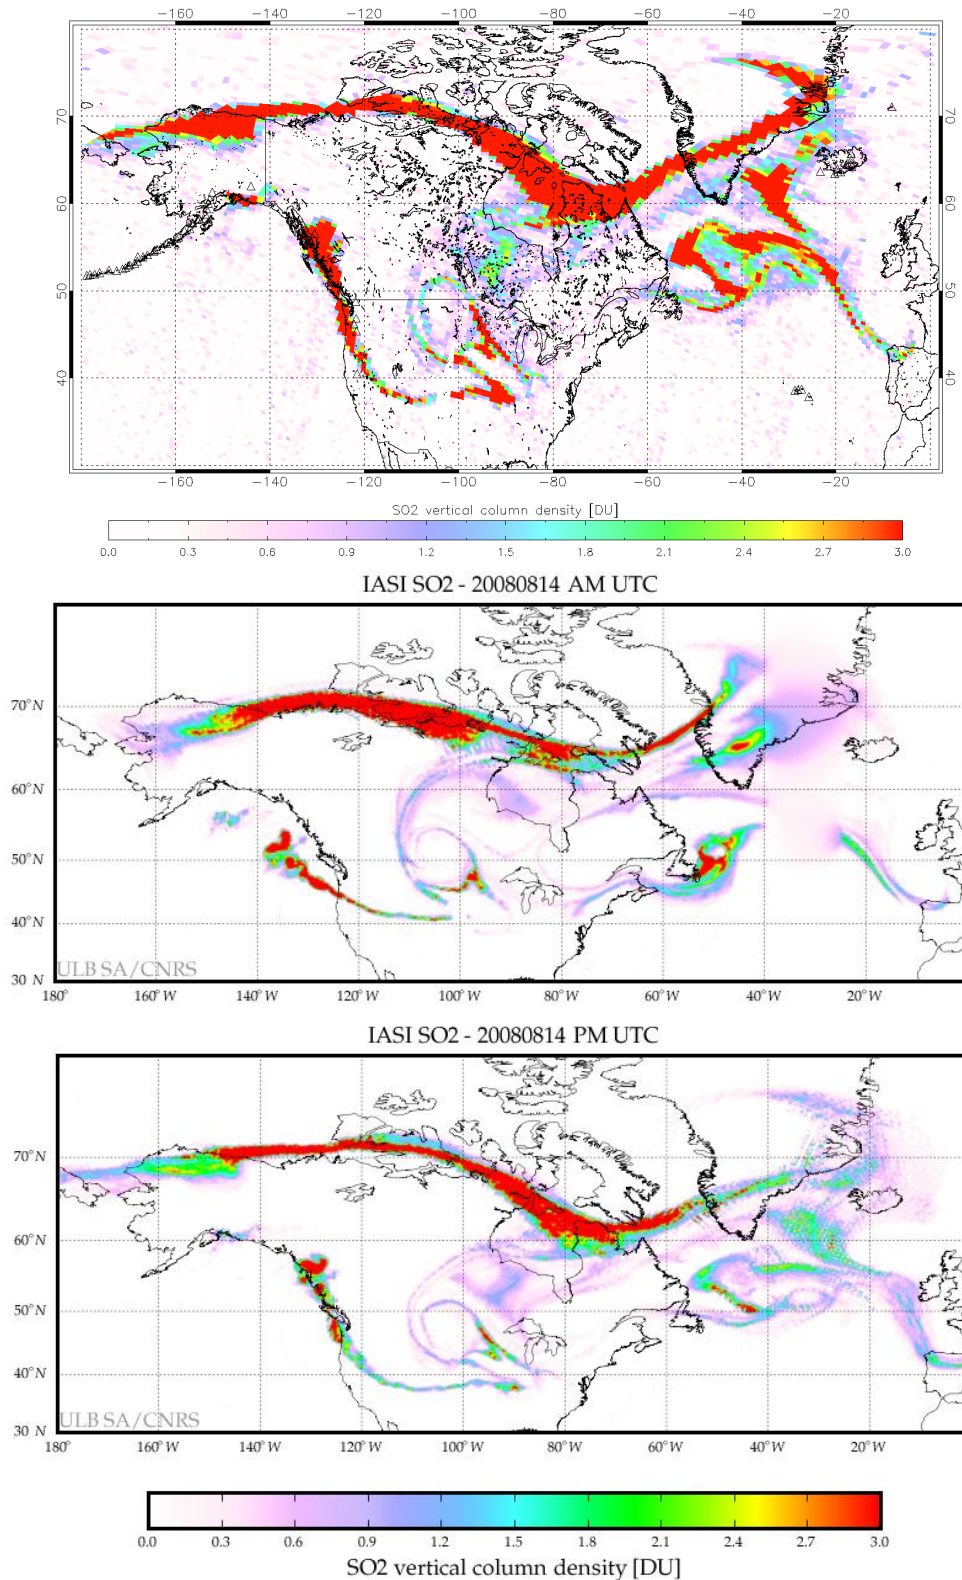 −160 −140 −120 −100 −80 −60 −40 −20
70 70
60 60
50 50
40 40
−160 −140 −120 −100 −80 −60 −40 −20
SO2 vertical column density [DU]
0.0 0.3 0.6 0.9 1.2 1.5 1.8 2.1 2.4 2.7 3.0
IASI SO2 - 20080814 AM UTC
70°N
60°N
50°N
40°N
30 N
ULB SA/CNRS
180° 160°W 140°W 120°W 100°W 80°W 60°W 40°W 20°W
IASI SO2 - 20080814 PM UTC
70°N
60°N
50°N
40°N
30 N
ULB SA/CNRS
180° 160°W 140°W 120°W 100°W 80°W 60°W 40°W 20°W
0.0 0.3 0.6 0.9 1.2 1.5 1.8 2.1 2.4 2.7 3.0
SO2 vertical column density [DU]